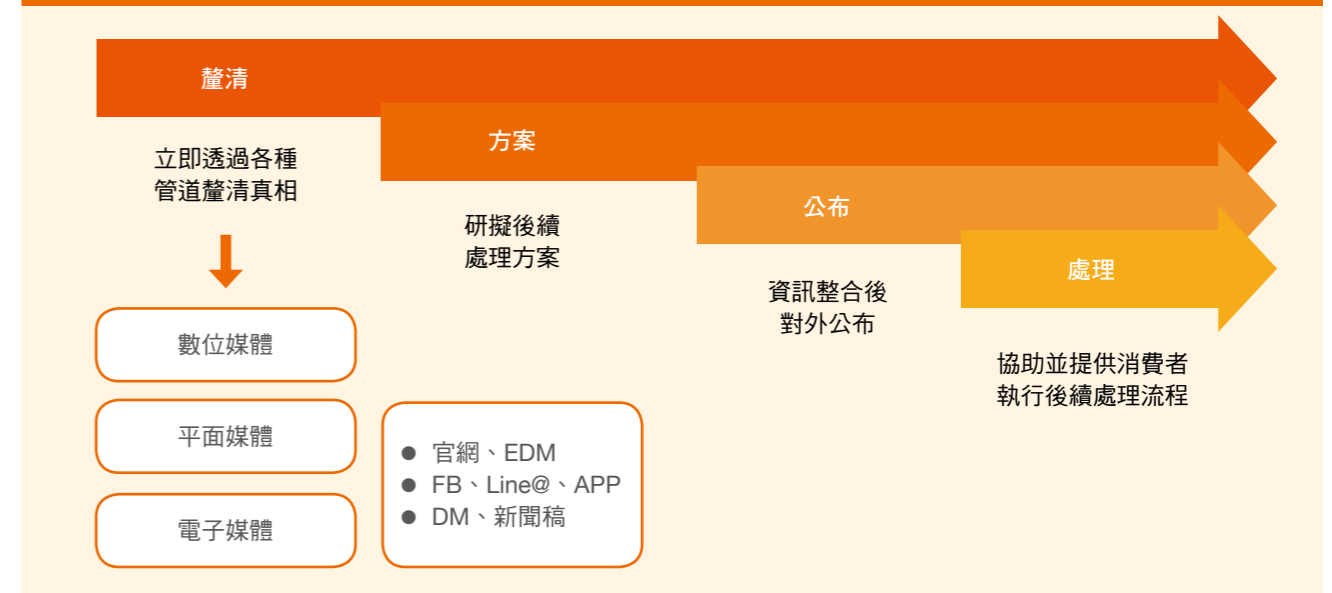 釐清
立即透過各種
管道釐清真相
數位媒體
平面媒體
電子媒體
方案
研擬後續
處理方案
● 官網、EDM
● FB、Line@、APP
● DM、新聞稿
公布
資訊整合後
對外公布
處理
協助並提供消費者
執行後續處理流程